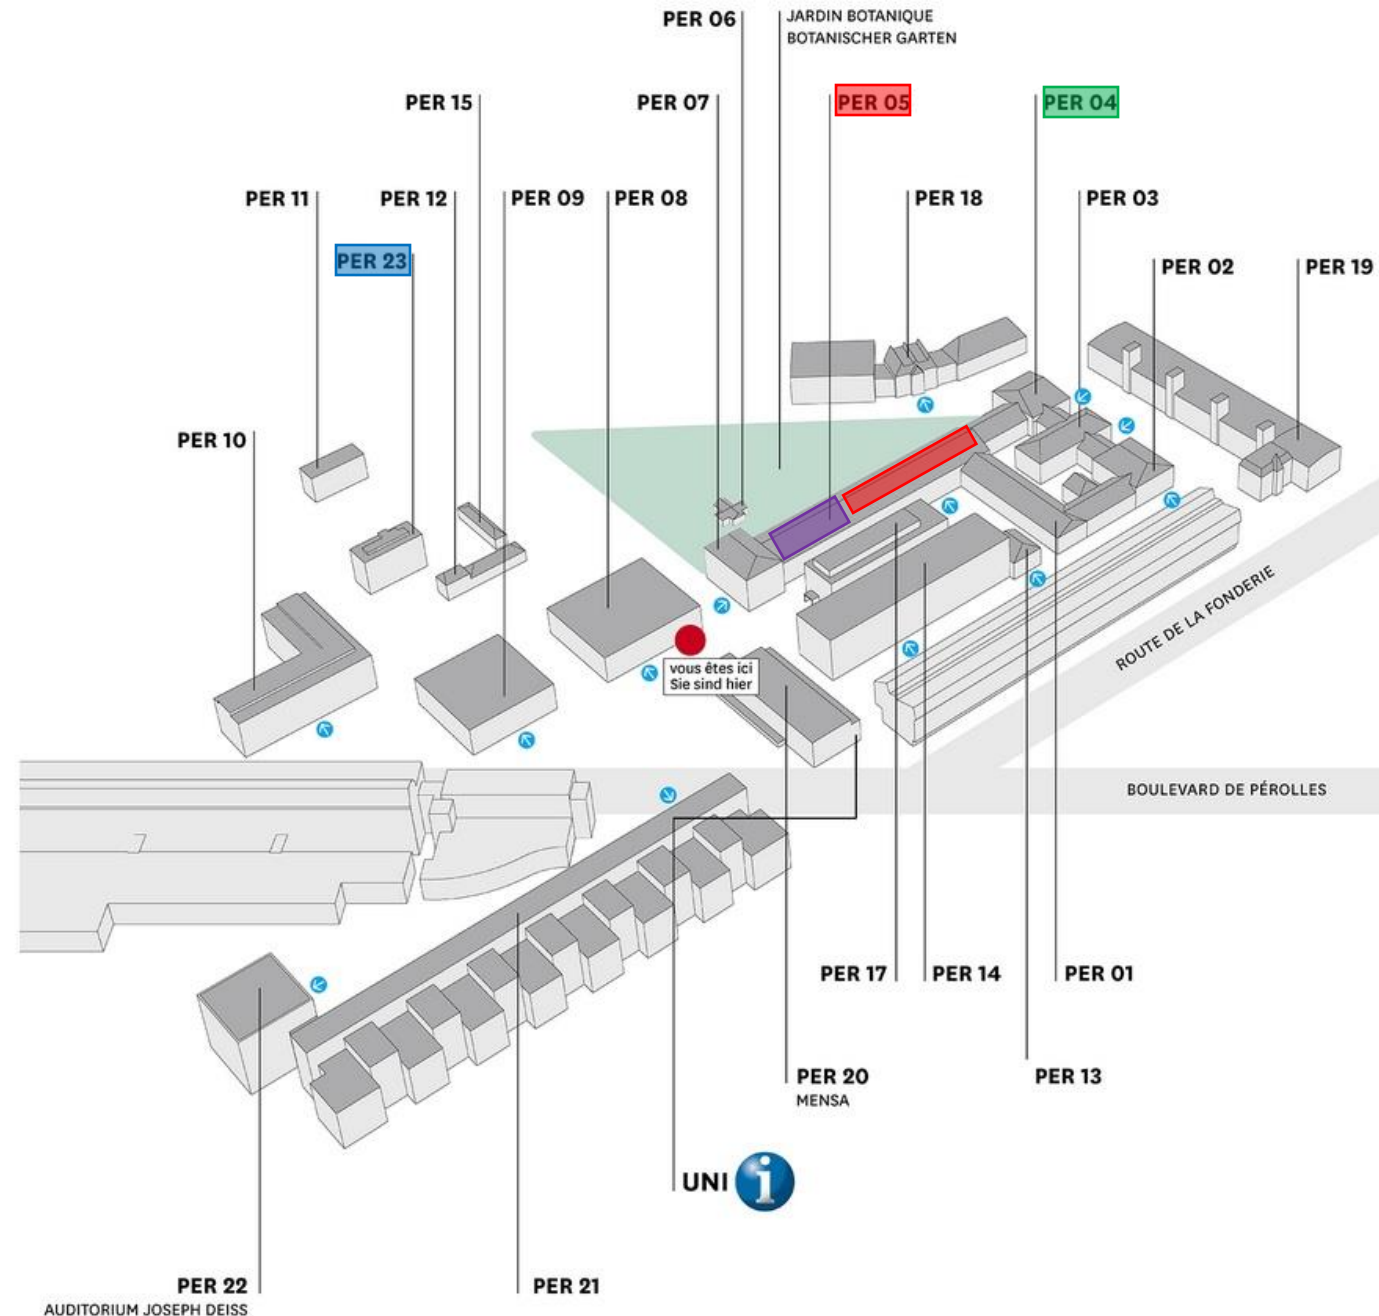 PER 06
JARDIN BOTANIQUE
BOTANISCHER GARTEN
PER 15
PER 07
PER 05
PER 04
PER 11
PER 12
PER 09
PER 08
PER 18
PER 03
PER 23
PER 02
PER 19
PER 10
vous êtes ici
Sie sind hier
ROUTE DE LA FONDERIE
BOULEVARD DE PÉROLLES
PER 17
PER 14
PER 01
PER 20
MENSA
PER 13
UNI i
PER 22
AUDITORIUM JOSEPH DEISS
PER 21